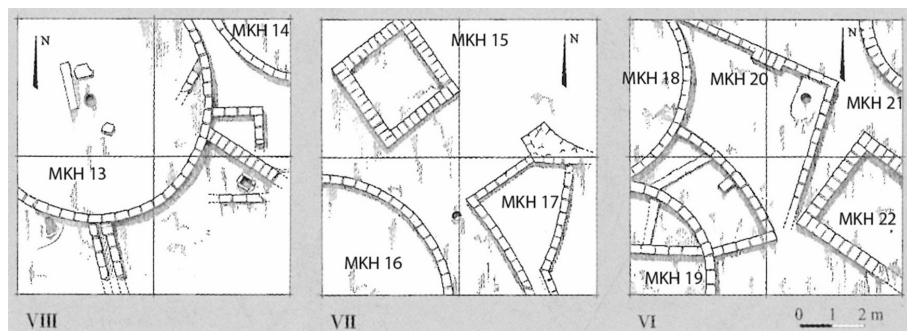 N
MKH 14
MKH 13
VIII
N
MKH 15
MKH 17
MKH 16
VII
N
MKH 18
MKH 20
MKH 21
MKH 22
MKH 19
VI
0 1 2 m